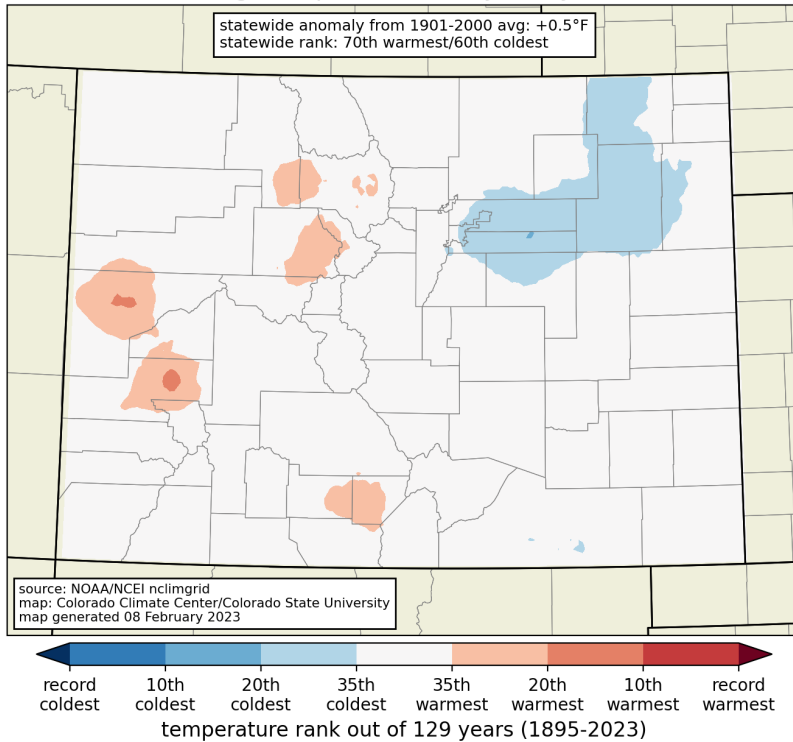 statewide anomaly from 1901-2000 avg: +0.5°F
statewide rank: 70th warmest/60th coldest
source: NOAA/NCEI nclimgrid
map: Colorado Climate Center/Colorado State University
map generated 08 February 2023
record coldest
10th coldest
20th coldest
35th coldest
35th warmest
20th warmest
10th warmest
record warmest
temperature rank out of 129 years (1895-2023)